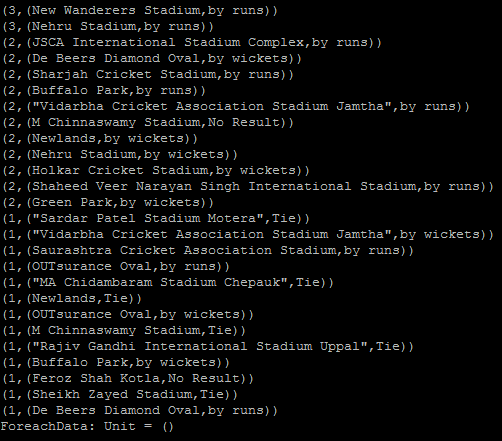 (3,(New Wanderers Stadium,by runs))
(3,(Nehru Stadium,by runs))
(2,(JSCA International Stadium Complex,by runs))
(2,(De Beers Diamond Oval,by wickets))
(2,(Sharjah Cricket Stadium,by runs))
(2,(Buffalo Park,by runs))
(2,("Vidarbha Cricket Association Stadium Jamtha",by runs))
(2,(M Chinnaswamy Stadium,No Result))
(2,(Newlands,by wickets))
(2,(Nehru Stadium,by wickets))
(2,(Holkar Cricket Stadium,by wickets))
(2,(Shaheed Veer Narayan Singh International Stadium,by runs))
(2,(Green Park,by wickets))
(1,("Sardar Patel Stadium Motera",Tie))
(1,("Vidarbha Cricket Association Stadium Jamtha",by wickets))
(1,(Saurashtra Cricket Association Stadium,by runs))
(1,(OUTsurance Oval,by runs))
(1,("MA Chidambaram Stadium Chepauk",Tie))
(1,(Newlands,Tie))
(1,(OUTsurance Oval,by wickets))
(1,(M Chinnaswamy Stadium,Tie))
(1,("Rajiv Gandhi International Stadium Uppal",Tie))
(1,(Buffalo Park,by wickets))
(1,(Feroz Shah Kotla,No Result))
(1,(Sheikh Zayed Stadium,Tie))
(1,(De Beers Diamond Oval,by runs))
ForeachData: Unit = ()